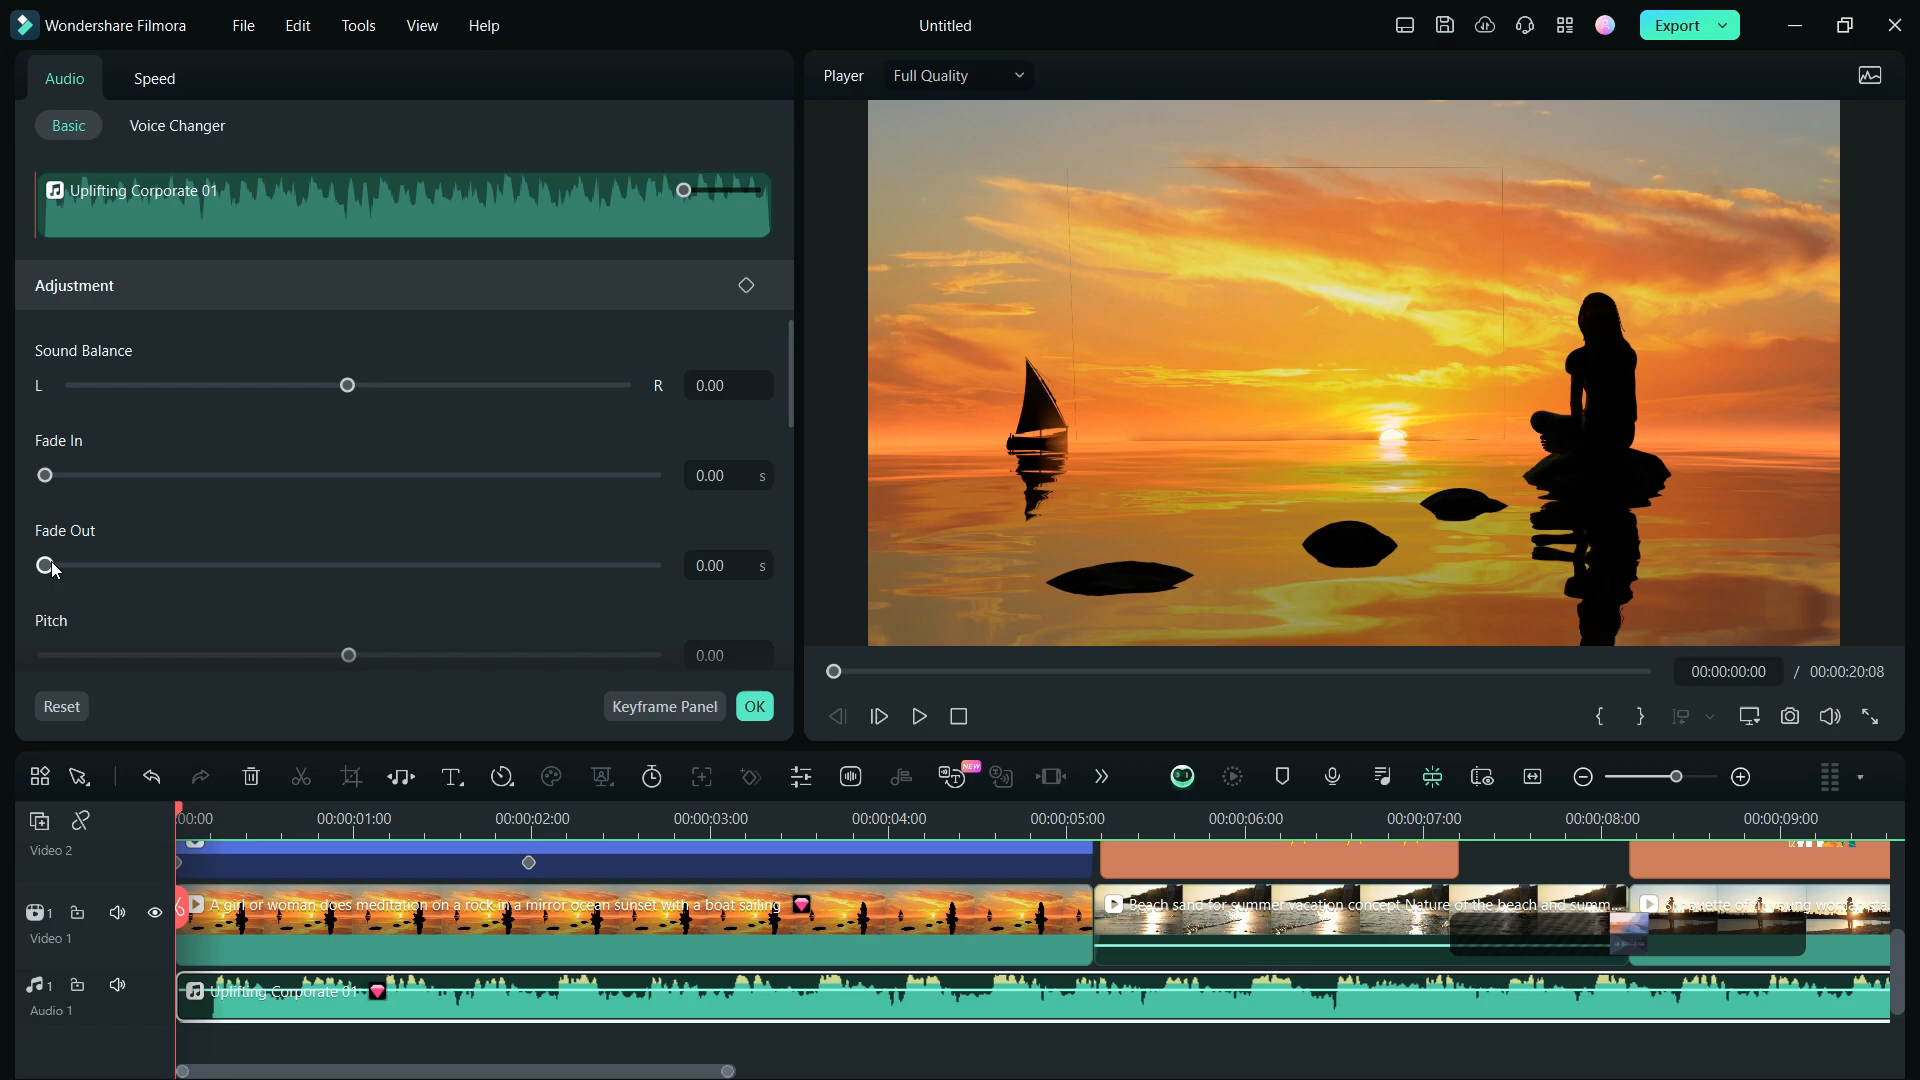 Wondershare Filmora File Edit Tools View Help Untitled Export
Audio Speed
Player Full Quality
Basic Voice Changer
Uplifting Corporate 01
Adjustment
Sound Balance
L R 0.00
Fade In
0.00 s
Fade Out
0.00 s
Pitch
0.00
00:00:00:00 / 00:00:20:08
Reset Keyframe Panel OK
NEW
:00:00 00:00:01:00 00:00:02:00 00:00:03:00 00:00:04:00 00:00:05:00 00:00:06:00 00:00:07:00 00:00:08:00 00:00:09:00
Video 2
1 A girl or woman does meditation on a rock in a mirror ocean sunset with a boat sailing Beach sand for summer vacation concept Nature of the beach and summ...
Video 1
1 Uplifting Corporate 01
Audio 1